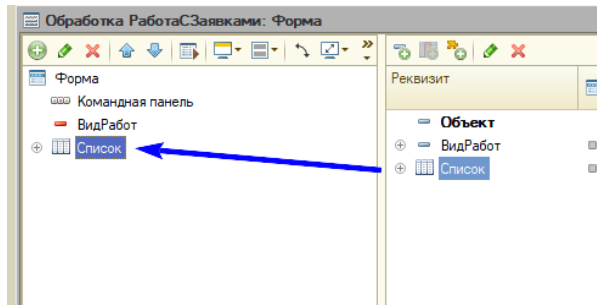 Обработка РаботаСЗаявками: Форма
Форма
Командная панель
ВидРабот
Список
Реквизит
Объект
ВидРабот
Список